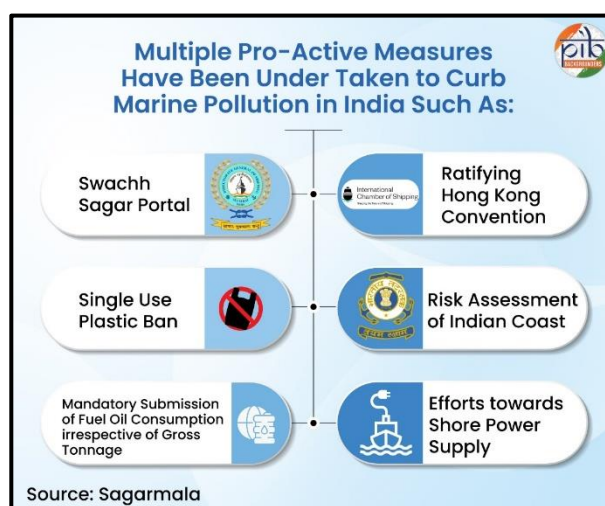 Multiple Pro-Active Measures
Have Been Under Taken to Curb
Marine Pollution in India Such As:
pib
BACKGROUNDERS
Swachh
Sagar Portal
International
Chamber of Shipping
Ratifying
Hong Kong
Convention
Single Use
Plastic Ban
Risk Assessment
of Indian Coast
Mandatory Submission
of Fuel Oil Consumption
irrespective of Gross
Tonnage
Efforts towards
Shore Power
Supply
Source: Sagarmala